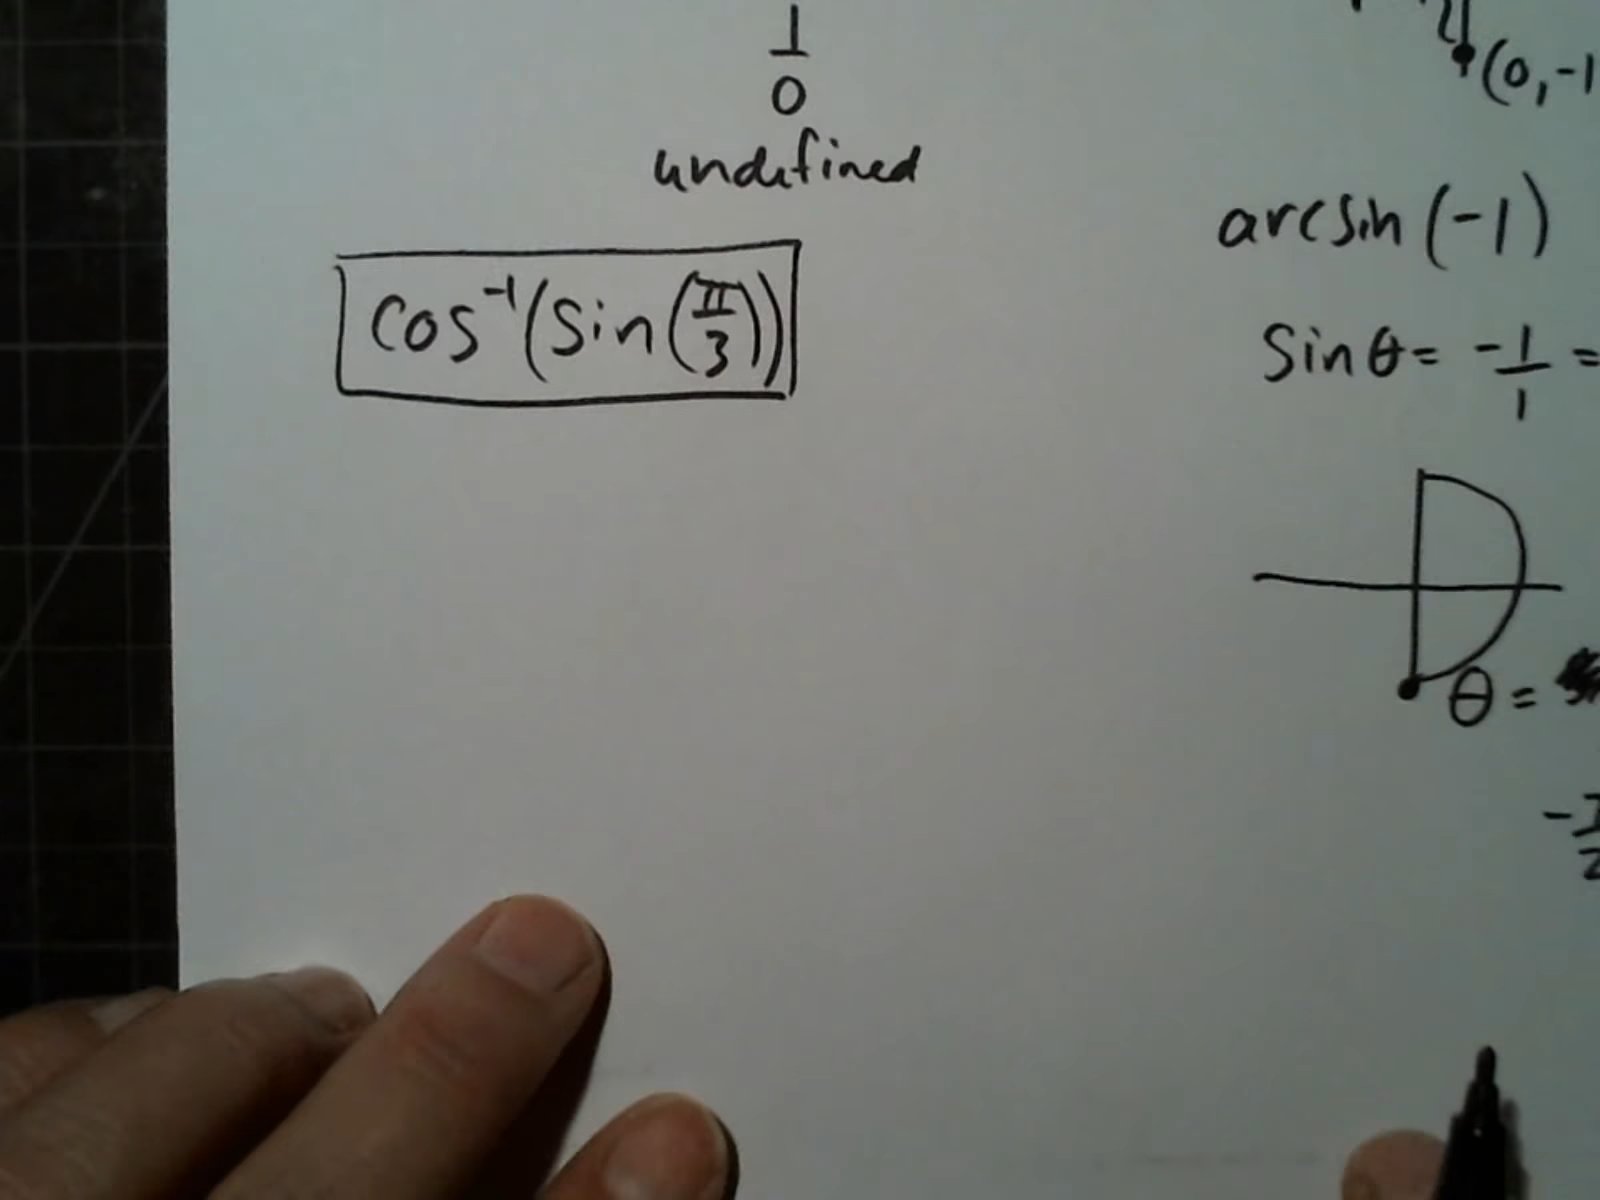 1
0
undefined
cos⁻¹(sin(π/3))
(0,-1
arcsin(-1)
sinθ = -1/1 =
θ =